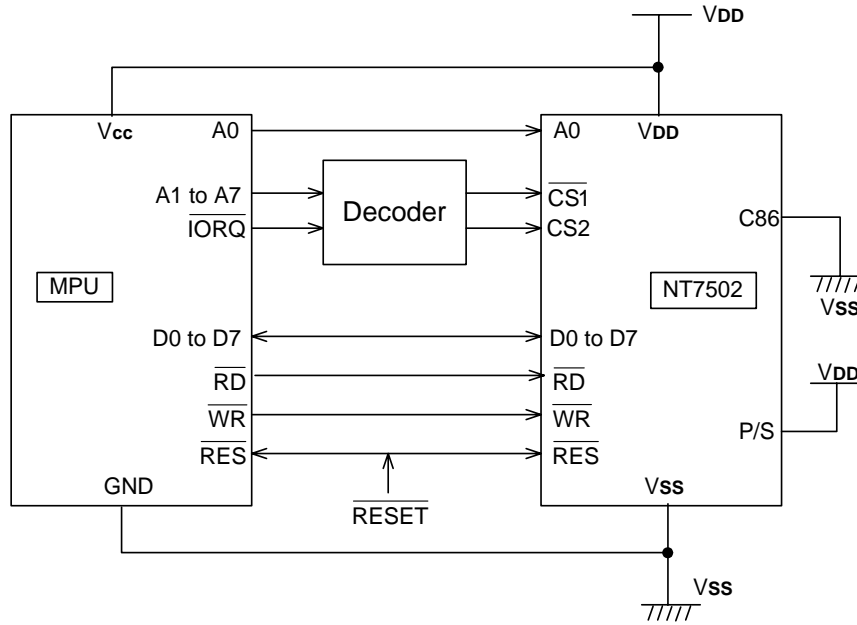 VDD
Vcc
A0
A0
VDD
A1 to A7
Decoder
CS1
IORQ
CS2
C86
MPU
NT7502
VSS
D0 to D7
D0 to D7
RD
RD
VDD
WR
WR
P/S
RES
RES
GND
VSS
RESET
VSS